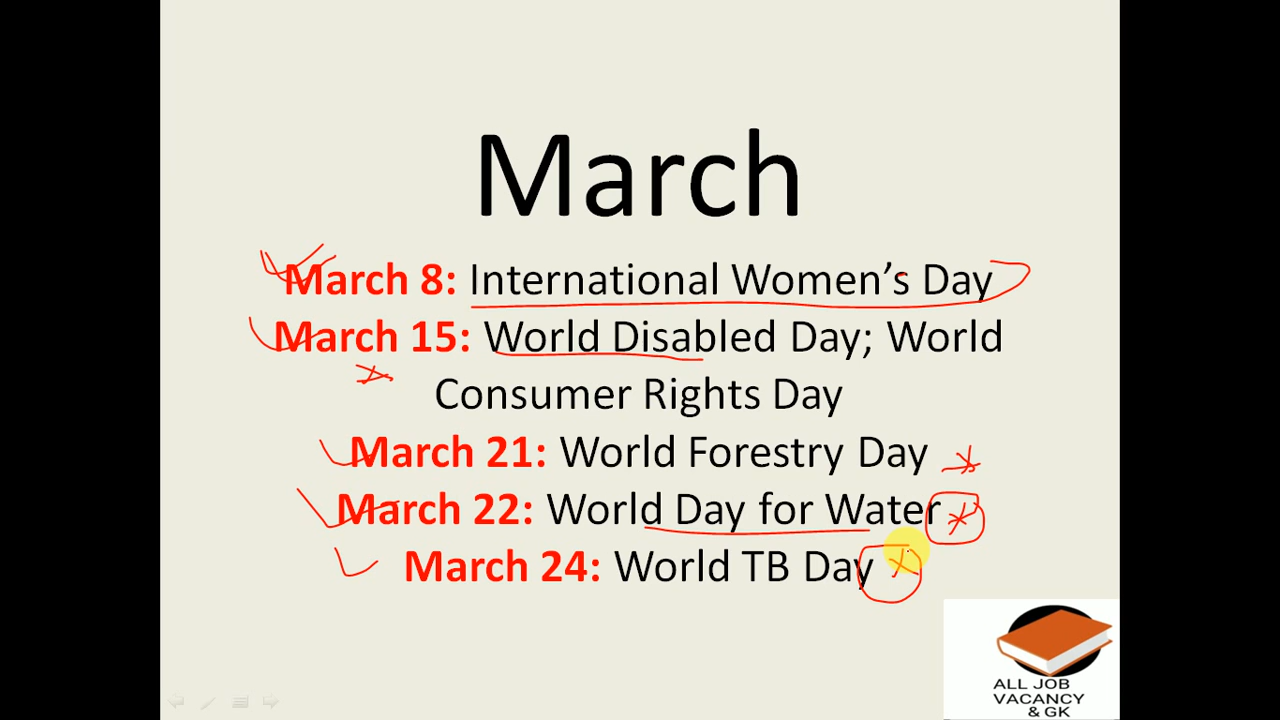 March
March 8: International Women’s Day
March 15: World Disabled Day; World
Consumer Rights Day
March 21: World Forestry Day
March 22: World Day for Water
March 24: World TB Day
ALL JOB
VACANCY
& GK